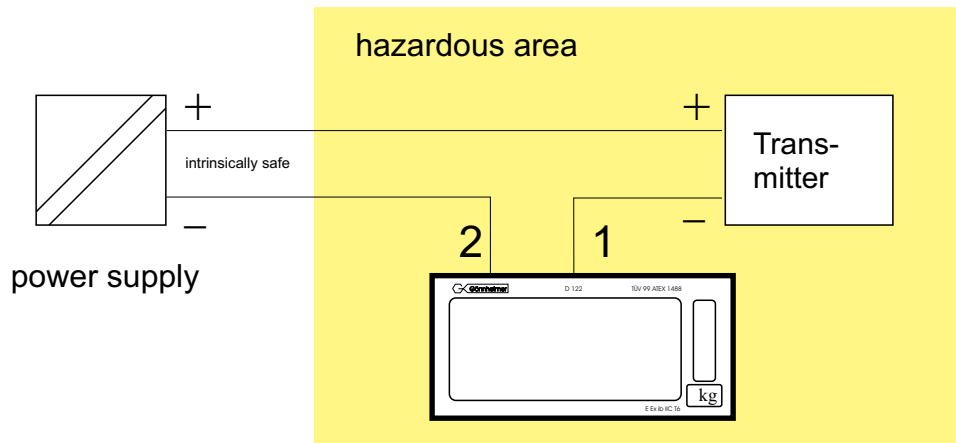 hazardous area
+
+
Trans-
mitter
intrinsically safe
−
−
2
1
power supply
Gönnheimer
D 122
TÜV 99 ATEX 1488
kg
E Ex ib IIC T6